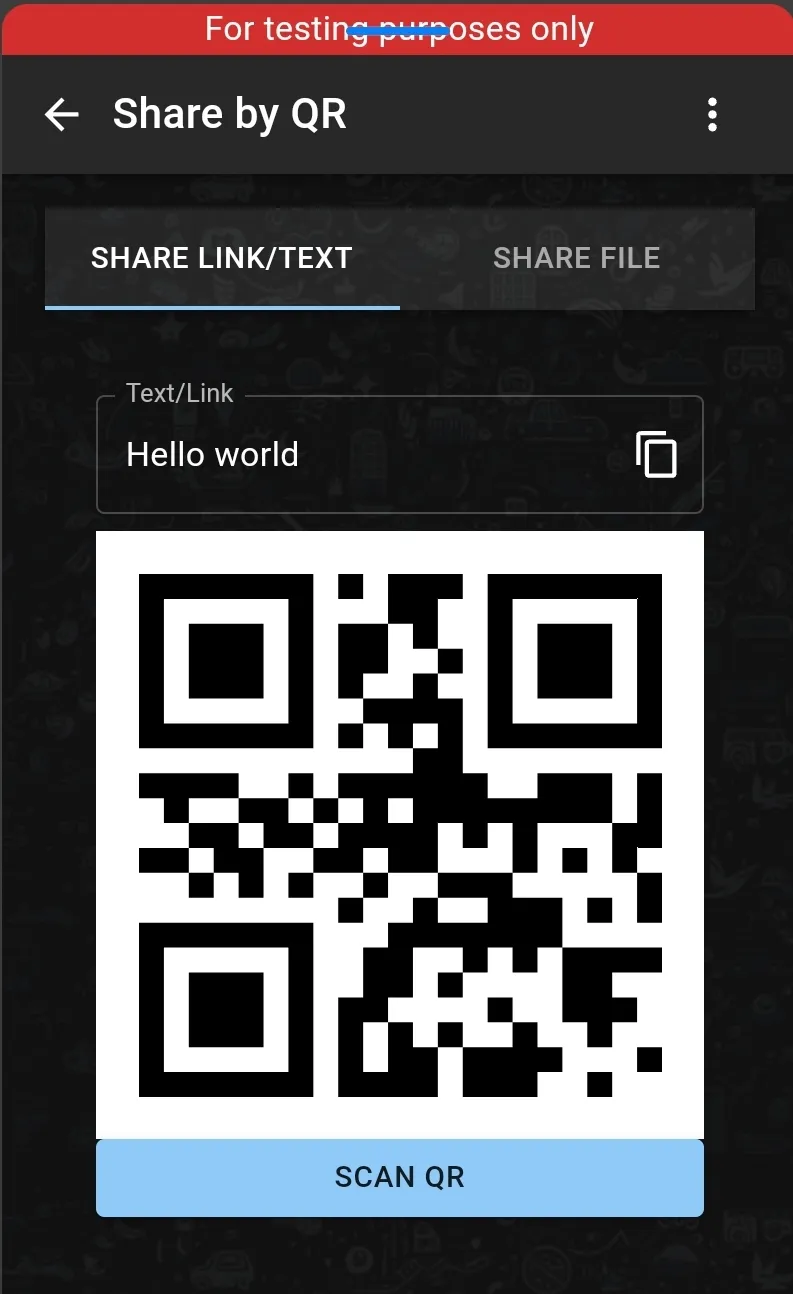 For testing purposes only
Share by QR
SHARE LINK/TEXT SHARE FILE
Text/Link
Hello world
SCAN QR